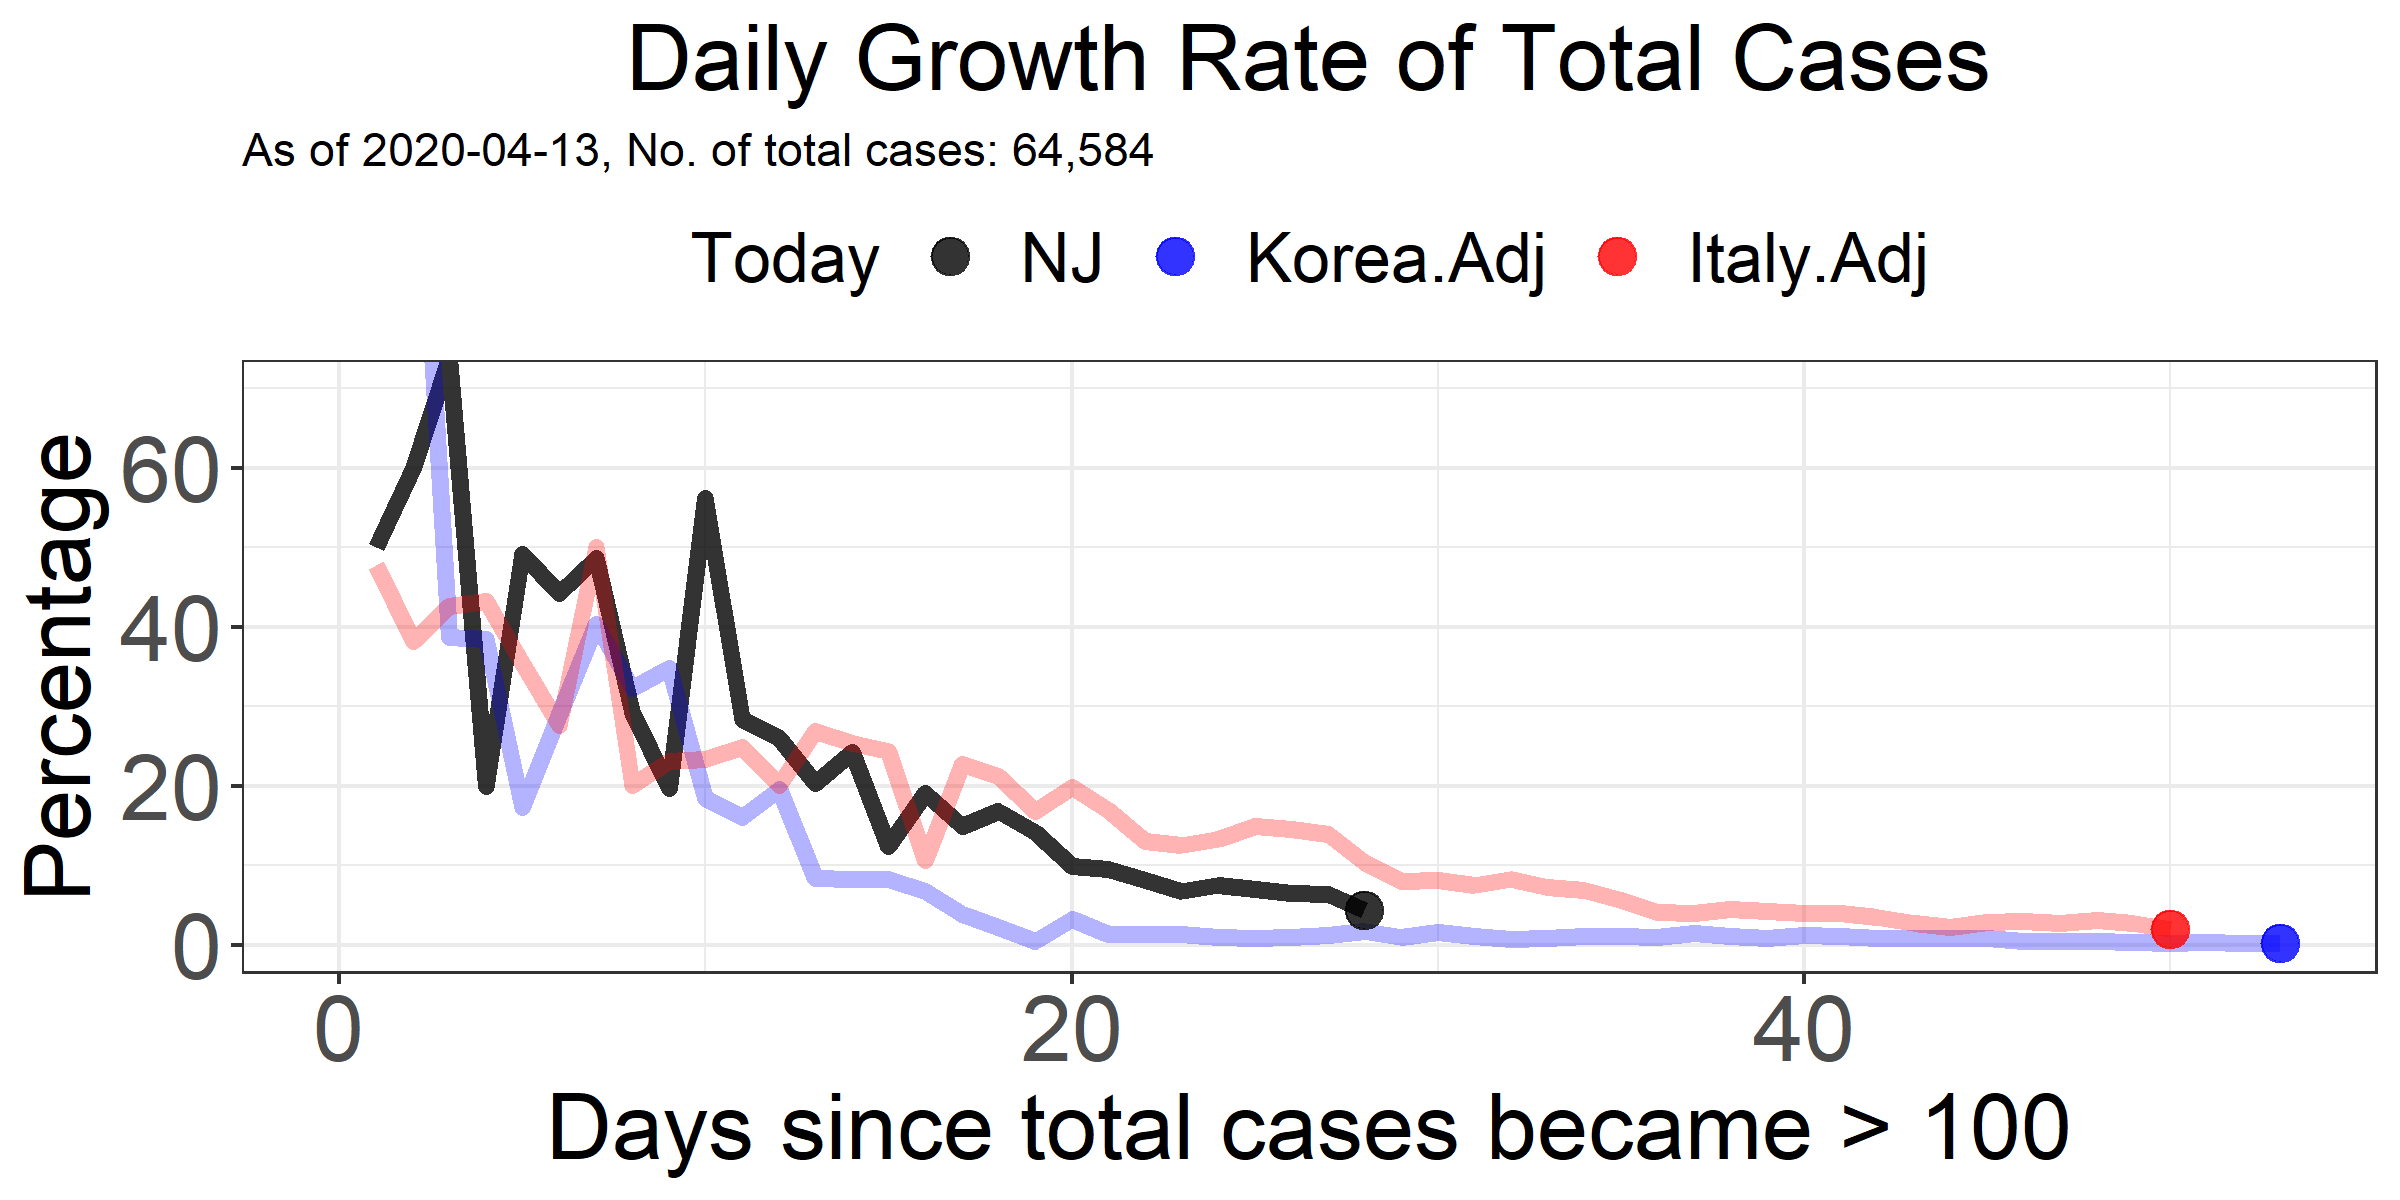 Daily Growth Rate of Total Cases
As of 2020-04-13, No. of total cases: 64,584
Today NJ Korea.Adj Italy.Adj
Percentage
60
40
20
0
0 20 40
Days since total cases became > 100